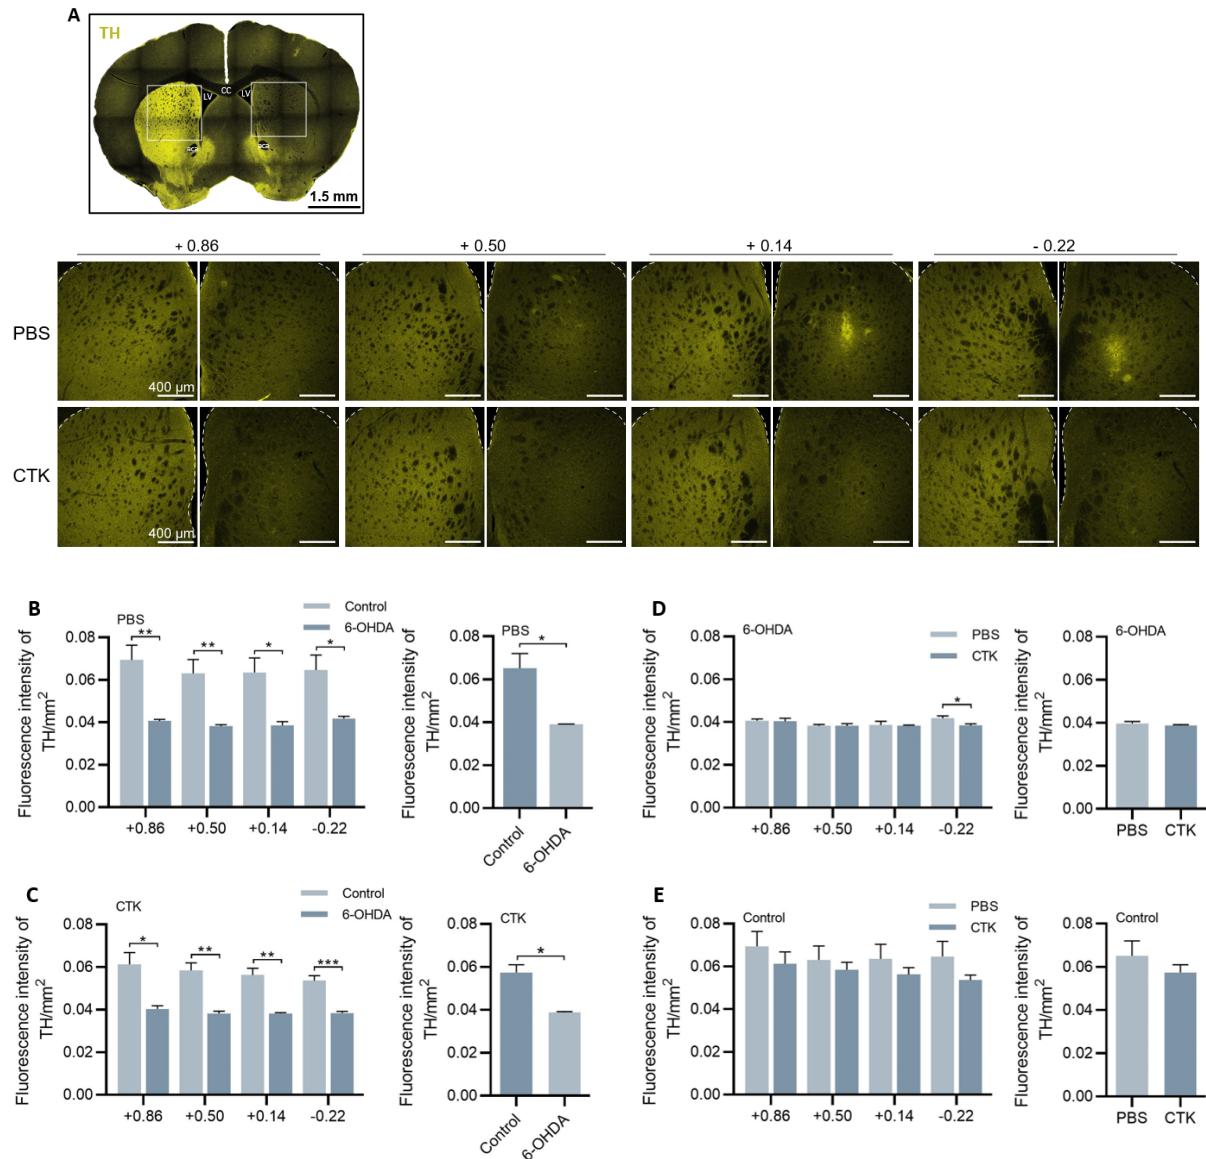 A
TH
LV CC LV
aca aca
1.5 mm
+ 0.86 + 0.50 + 0.14 - 0.22
PBS
400 µm
CTK
400 µm
B
PBS
Control
6-OHDA
Fluorescence intensity of
TH/mm²
0.08
0.06
0.04
0.02
0.00
** ** * *
+0.86 +0.50 +0.14 -0.22
PBS
Fluorescence intensity of
TH/mm²
0.08
0.06
0.04
0.02
0.00
*
Control 6-OHDA
D
6-OHDA
PBS
CTK
Fluorescence intensity of
TH/mm²
0.08
0.06
0.04
0.02
0.00
*
+0.86 +0.50 +0.14 -0.22
6-OHDA
Fluorescence intensity of
TH/mm²
0.08
0.06
0.04
0.02
0.00
PBS CTK
C
CTK
Control
6-OHDA
Fluorescence intensity of
TH/mm²
0.08
0.06
0.04
0.02
0.00
* ** ** ***
+0.86 +0.50 +0.14 -0.22
CTK
Fluorescence intensity of
TH/mm²
0.08
0.06
0.04
0.02
0.00
*
Control 6-OHDA
E
Control
PBS
CTK
Fluorescence intensity of
TH/mm²
0.08
0.06
0.04
0.02
0.00
+0.86 +0.50 +0.14 -0.22
Control
Fluorescence intensity of
TH/mm²
0.08
0.06
0.04
0.02
0.00
PBS CTK